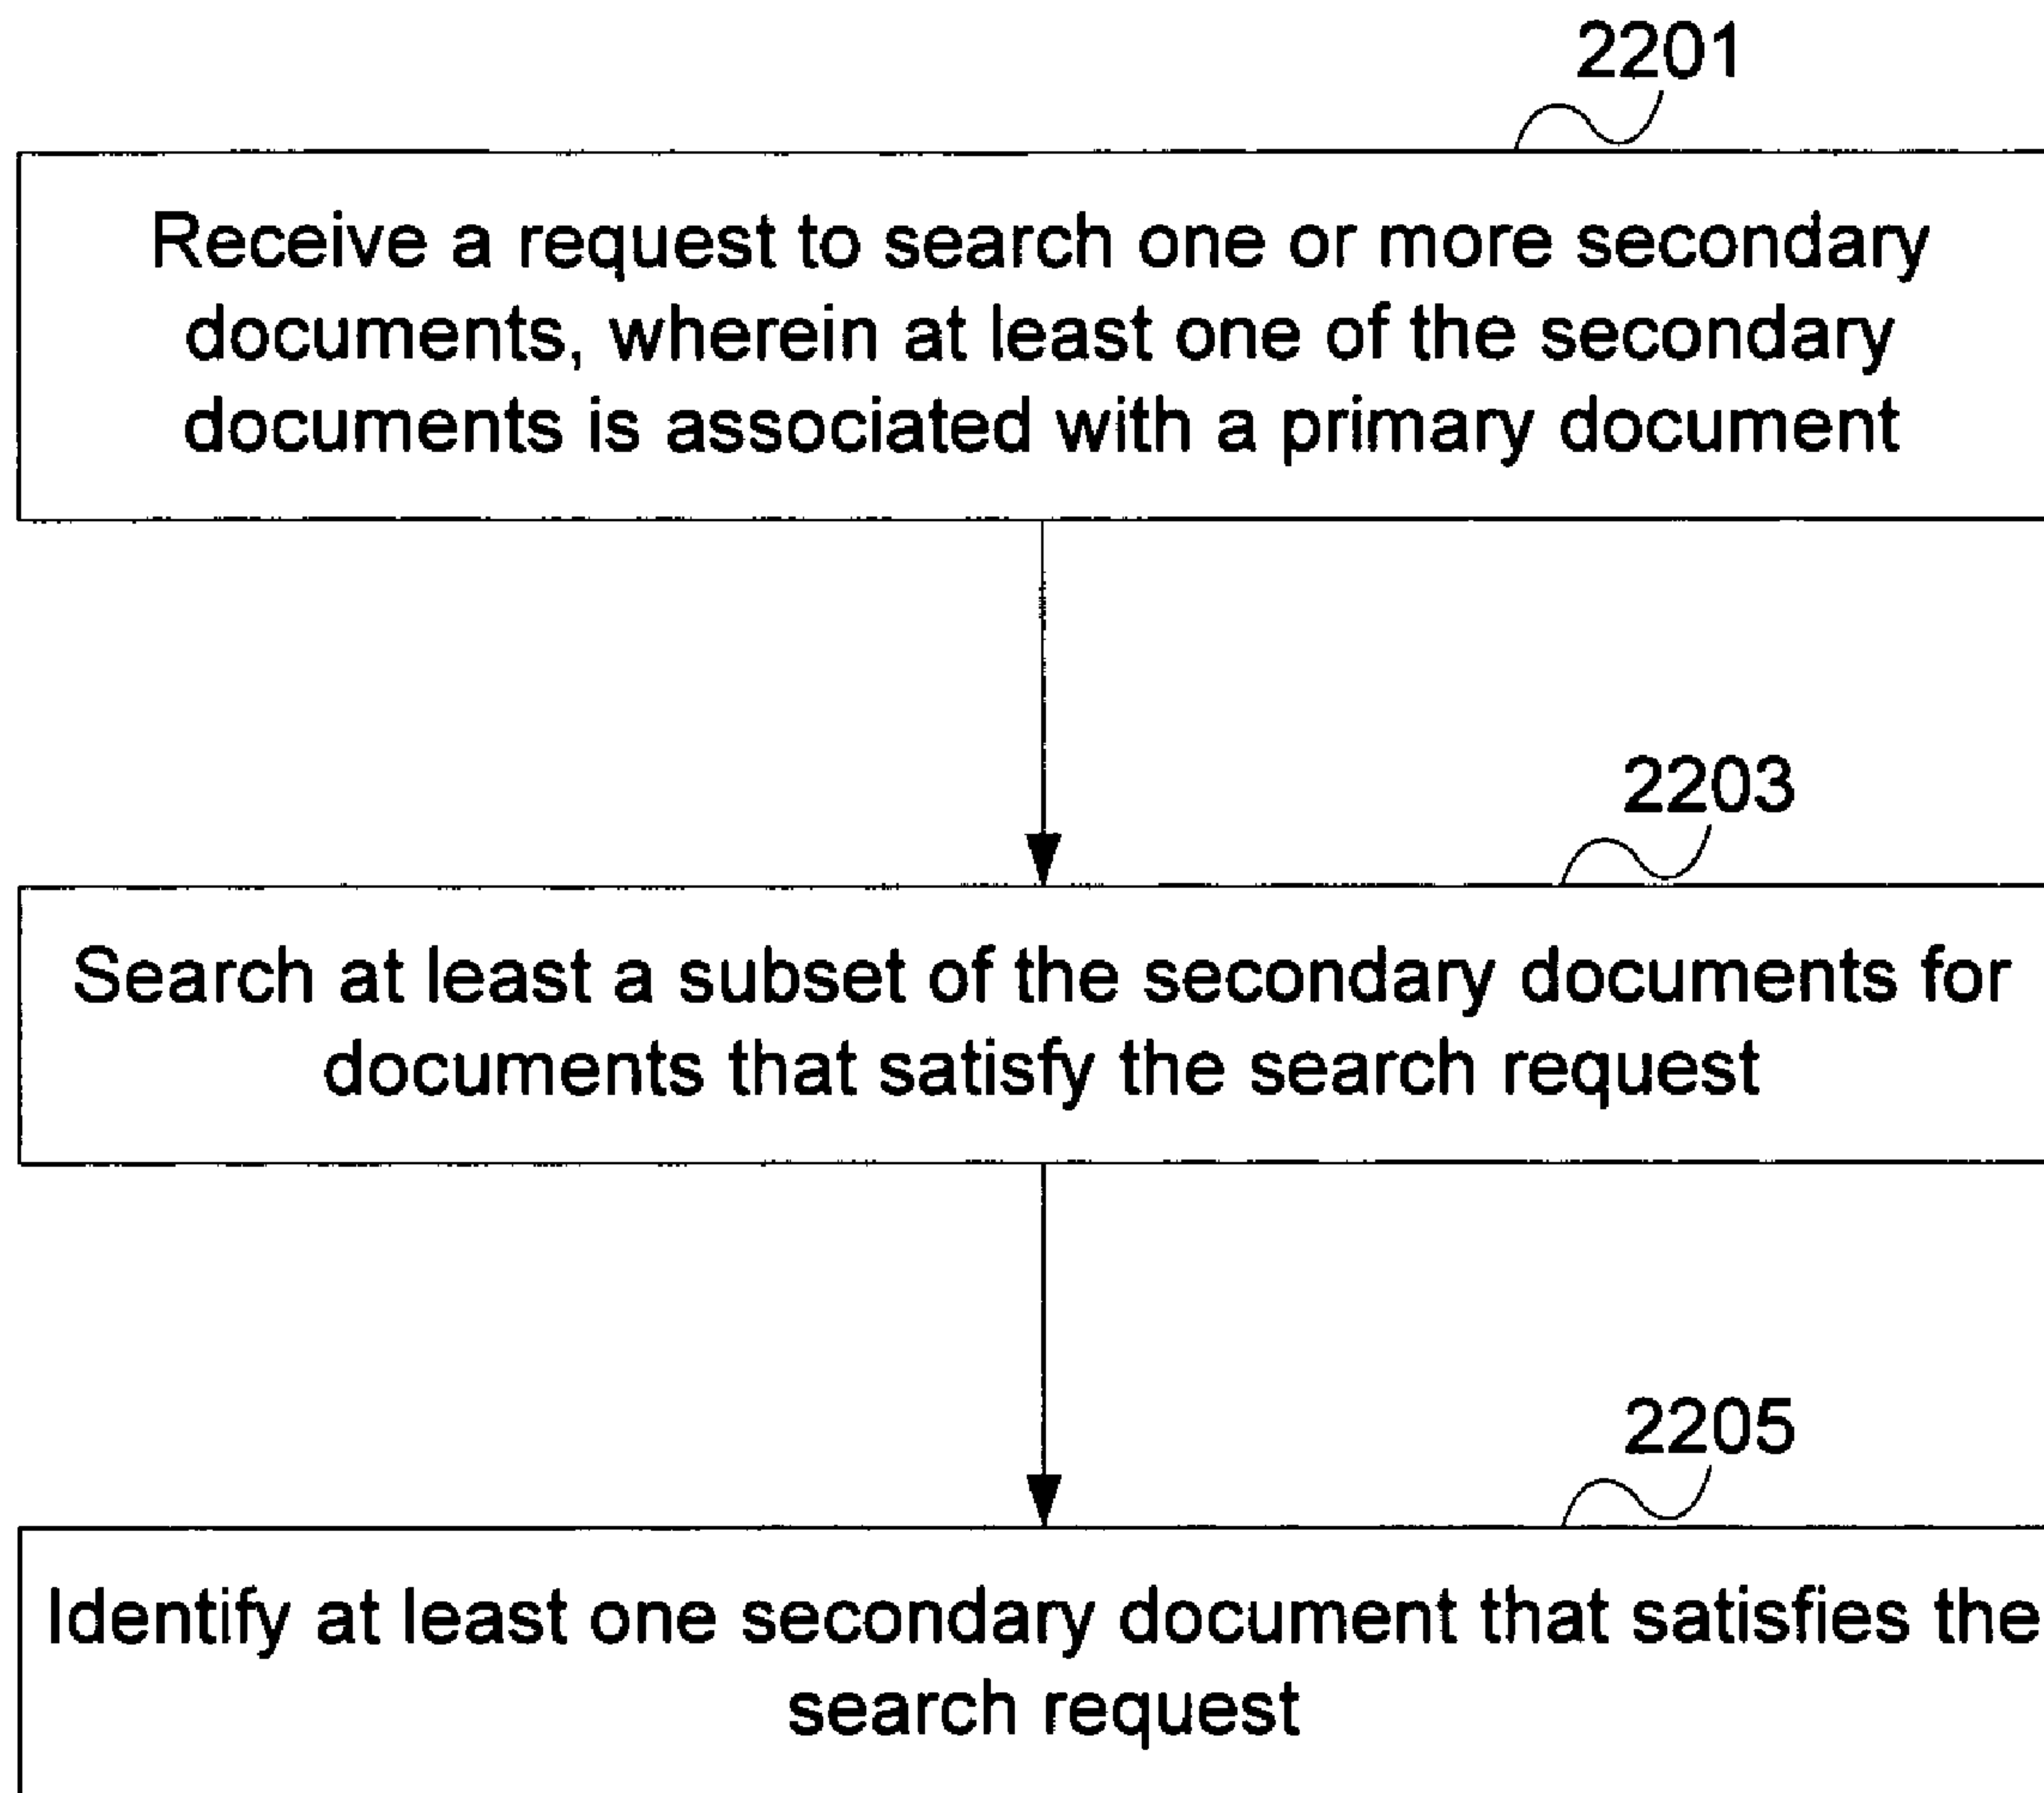 2201
Receive a request to search one or more secondary
documents, wherein at least one of the secondary
documents is associated with a primary document
2203
Search at least a subset of the secondary documents for
documents that satisfy the search request
2205
Identify at least one secondary document that satisfies the
search request